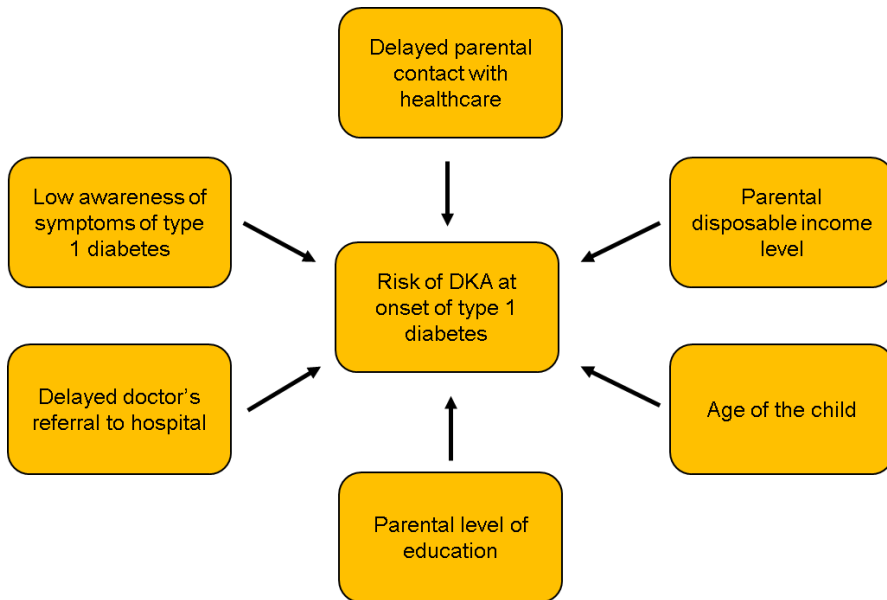 Delayed parental
contact with
healthcare
Low awareness of
symptoms of type
1 diabetes
Parental
disposable income
level
Risk of DKA at
onset of type 1
diabetes
Delayed doctor’s
referral to hospital
Age of the child
Parental level of
education